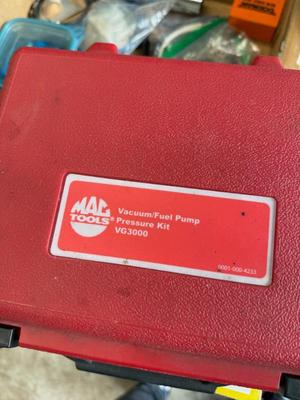 MAC
TOOLS®
Vacuum/Fuel Pump
Pressure Kit
VG3000
0001-000-4233